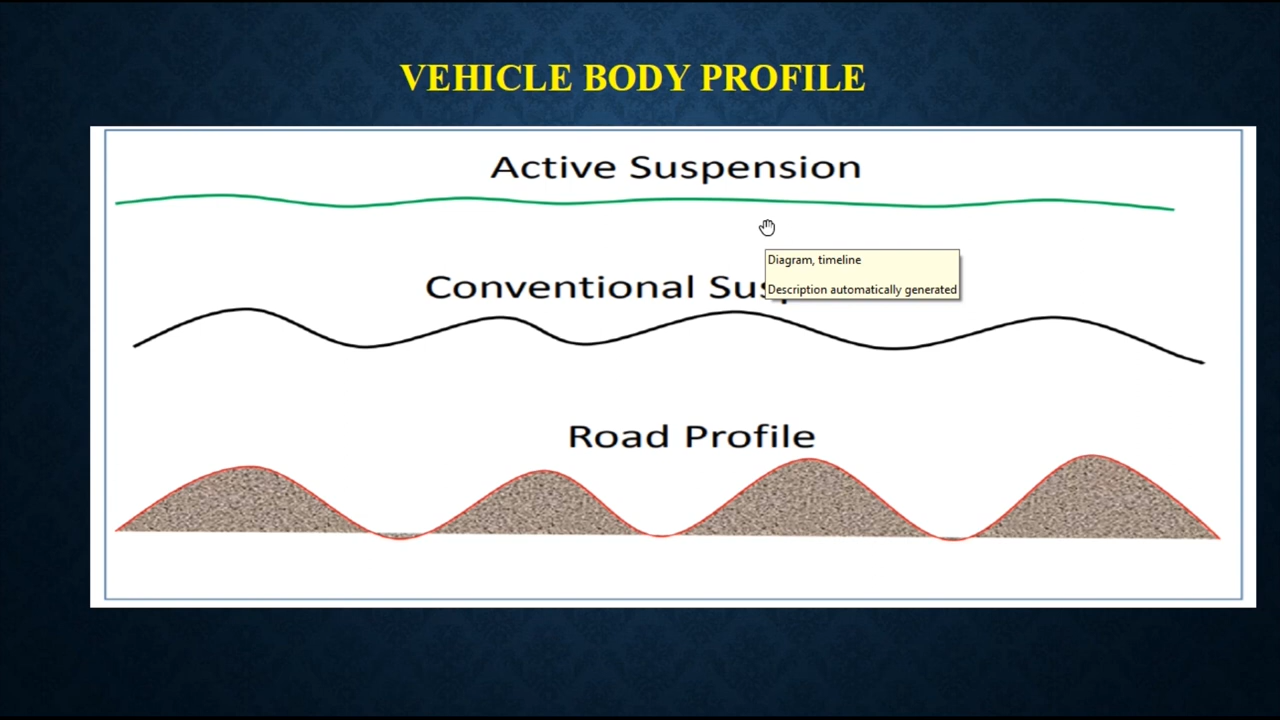 VEHICLE BODY PROFILE
Active Suspension
Diagram, timeline
Conventional Sus
Description automatically generated
Road Profile